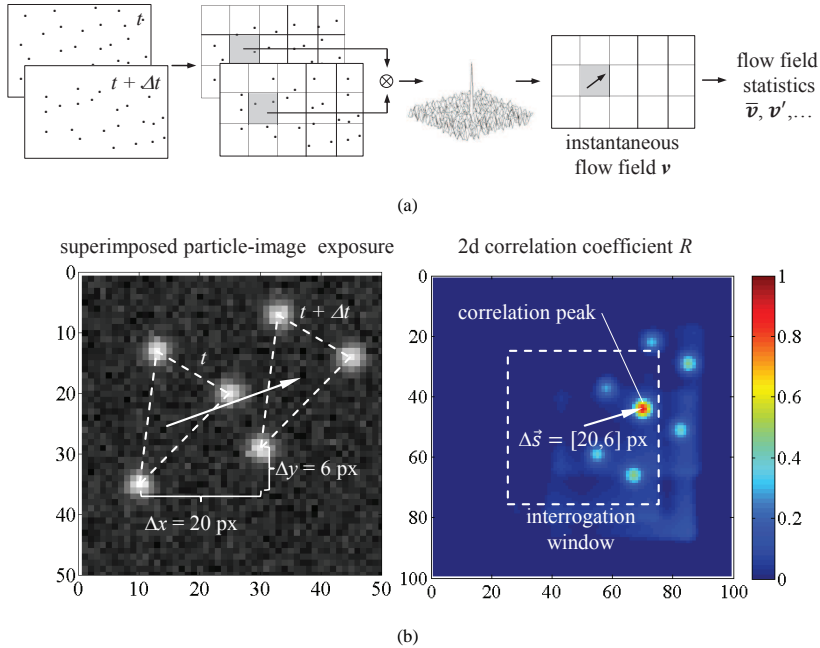 t
t + Δt
⊗
instantaneous
flow field v
flow field
statistics
v̅, v′,…
(a)
superimposed particle-image exposure
0
10
20
30
40
50
0
10
20
30
40
50
t
t + Δt
Δy = 6 px
Δx = 20 px
2d correlation coefficient R
0
20
40
60
80
100
0
20
40
60
80
100
correlation peak
Δs⃗ = [20,6] px
interrogation
window
1
0.8
0.6
0.4
0.2
0
(b)